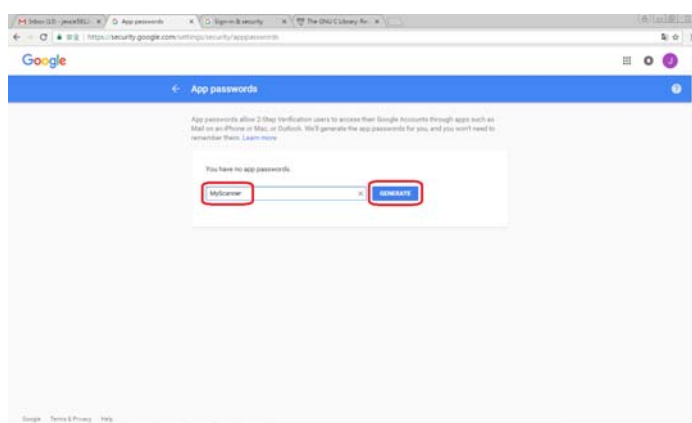 App passwords
Sign-in & security
The GNU C Library Re
https://security.google.com/settings/security/apppasswords
Google
J
← App passwords
?
App passwords allow 2-Step Verification users to access their Google Accounts through apps such as
Mail on an iPhone or Mac, or Outlook. We'll generate the app passwords for you, and you won't need to
remember them. Learn more
You have no app passwords.
MyScanner
GENERATE
Google Terms & Privacy Help